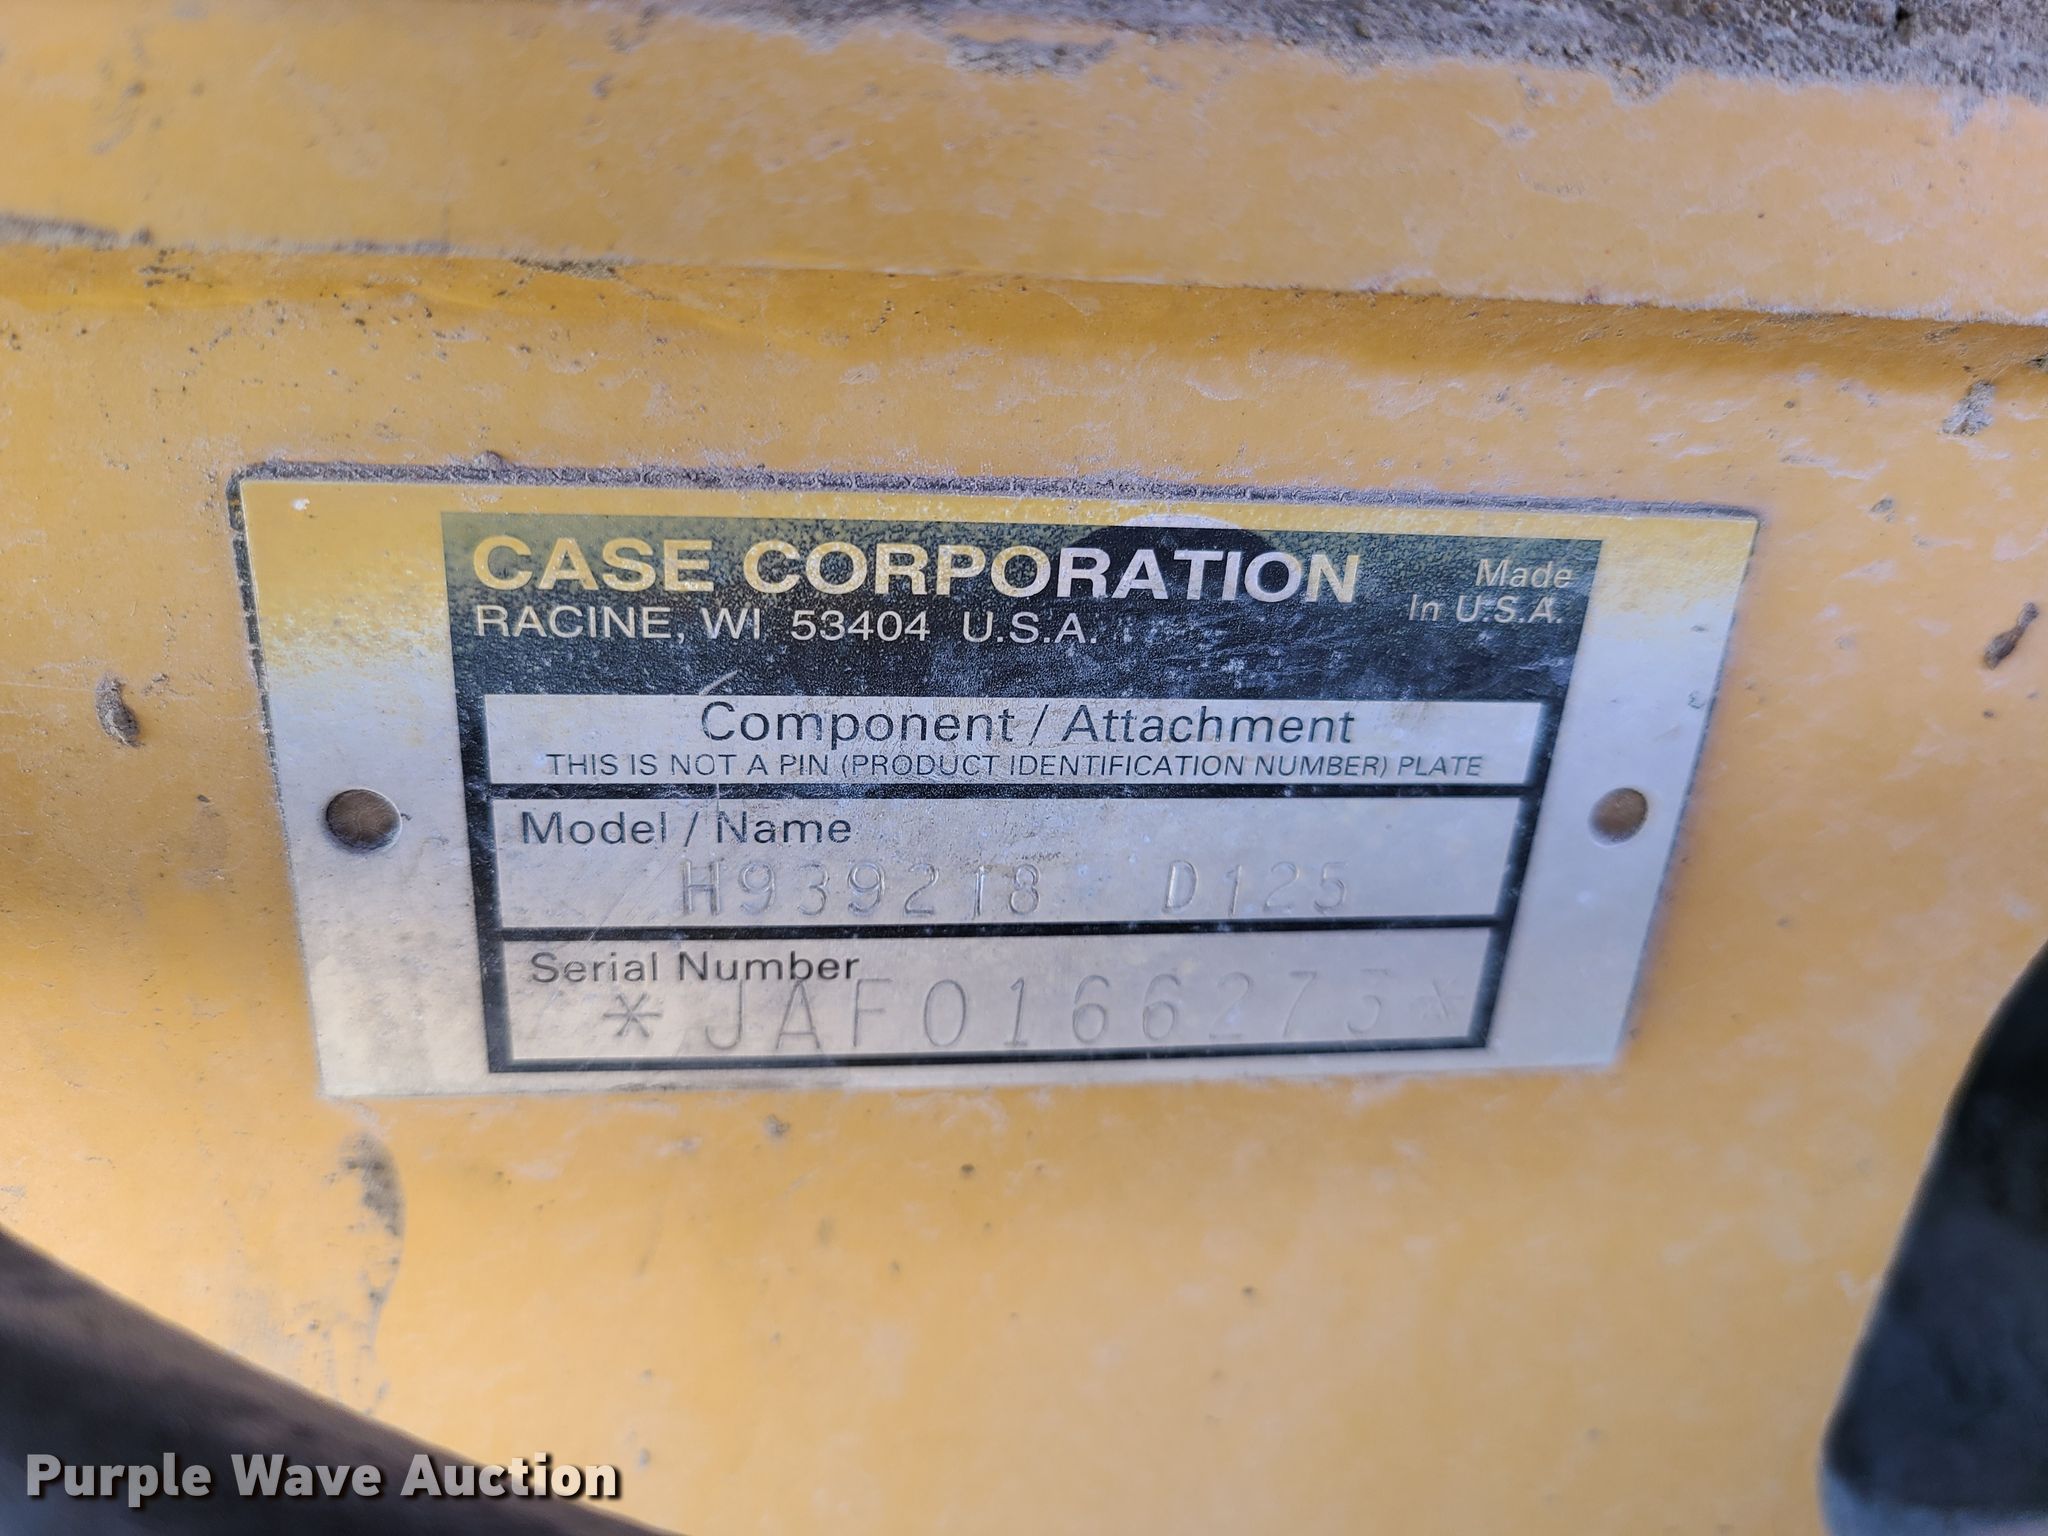 CASE CORPORATION
RACINE, WI 53404 U.S.A.
Made
In U.S.A.
Component / Attachment
THIS IS NOT A PIN (PRODUCT IDENTIFICATION NUMBER) PLATE
Model / Name
H939218 D125
Serial Number
*JAF0166273*
Purple Wave Auction